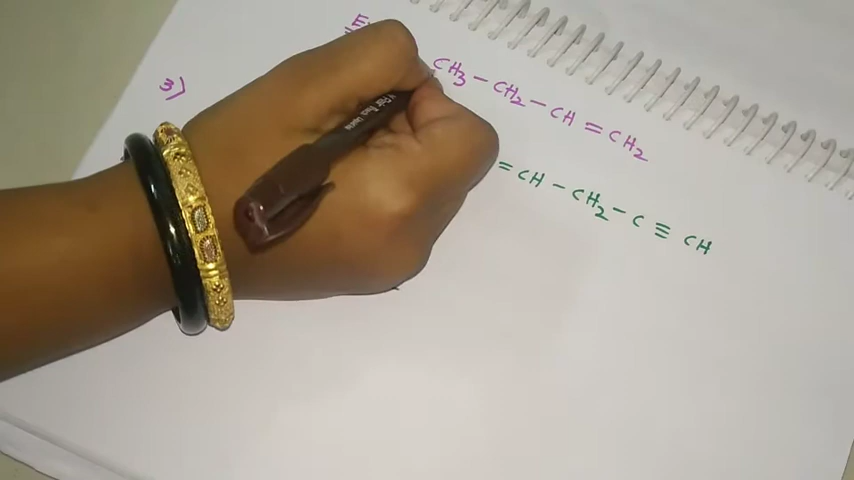 3)
CH₃ – CH₂ – CH = CH₂
= CH – CH₂ – C ≡ CH